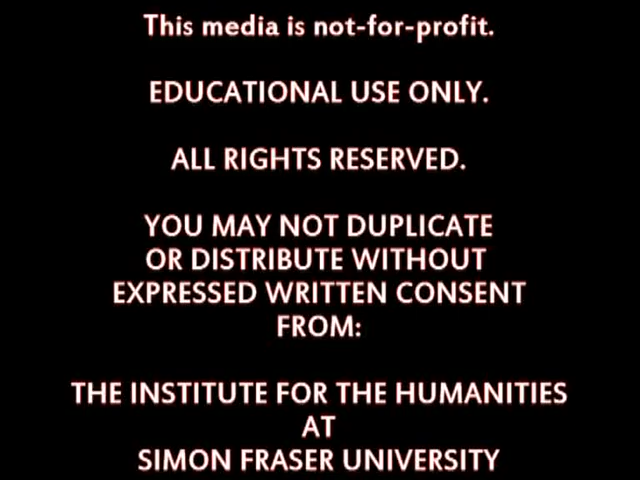 This media is not-for-profit.
EDUCATIONAL USE ONLY.
ALL RIGHTS RESERVED.
YOU MAY NOT DUPLICATE
OR DISTRIBUTE WITHOUT
EXPRESSED WRITTEN CONSENT
FROM:
THE INSTITUTE FOR THE HUMANITIES
AT
SIMON FRASER UNIVERSITY